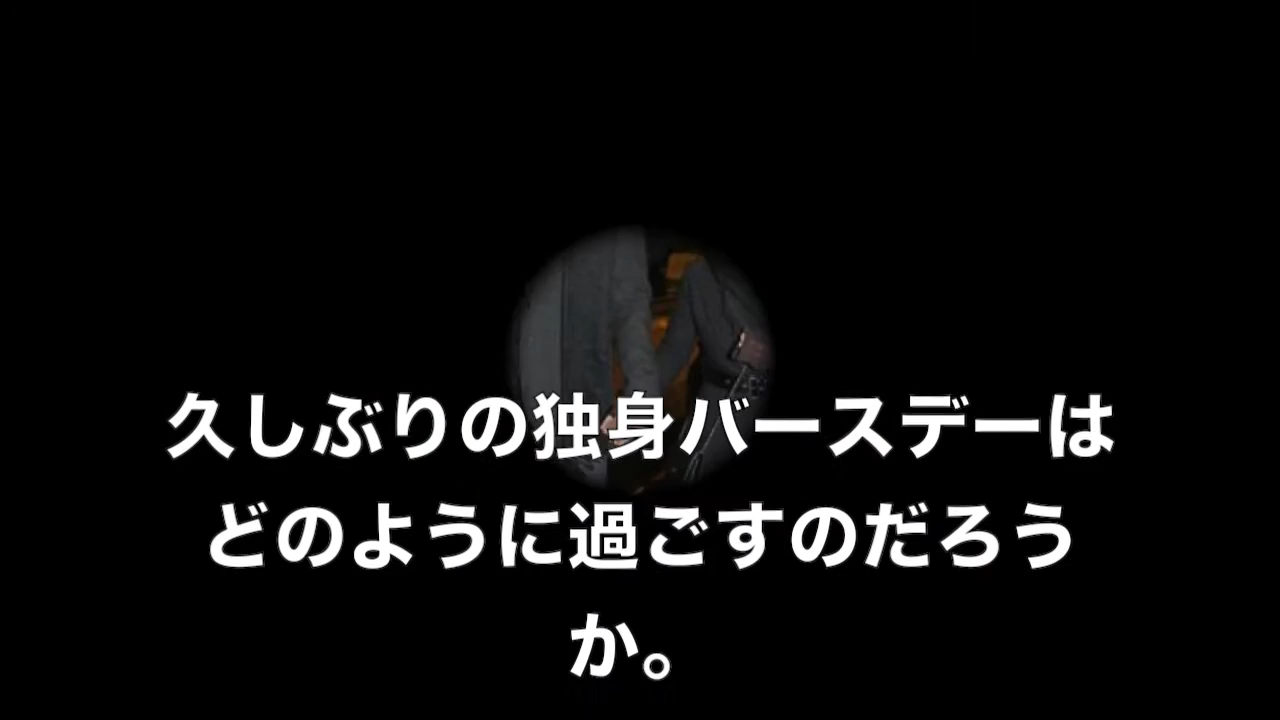 久しぶりの独身バースデーは
どのように過ごすのだろう
か。